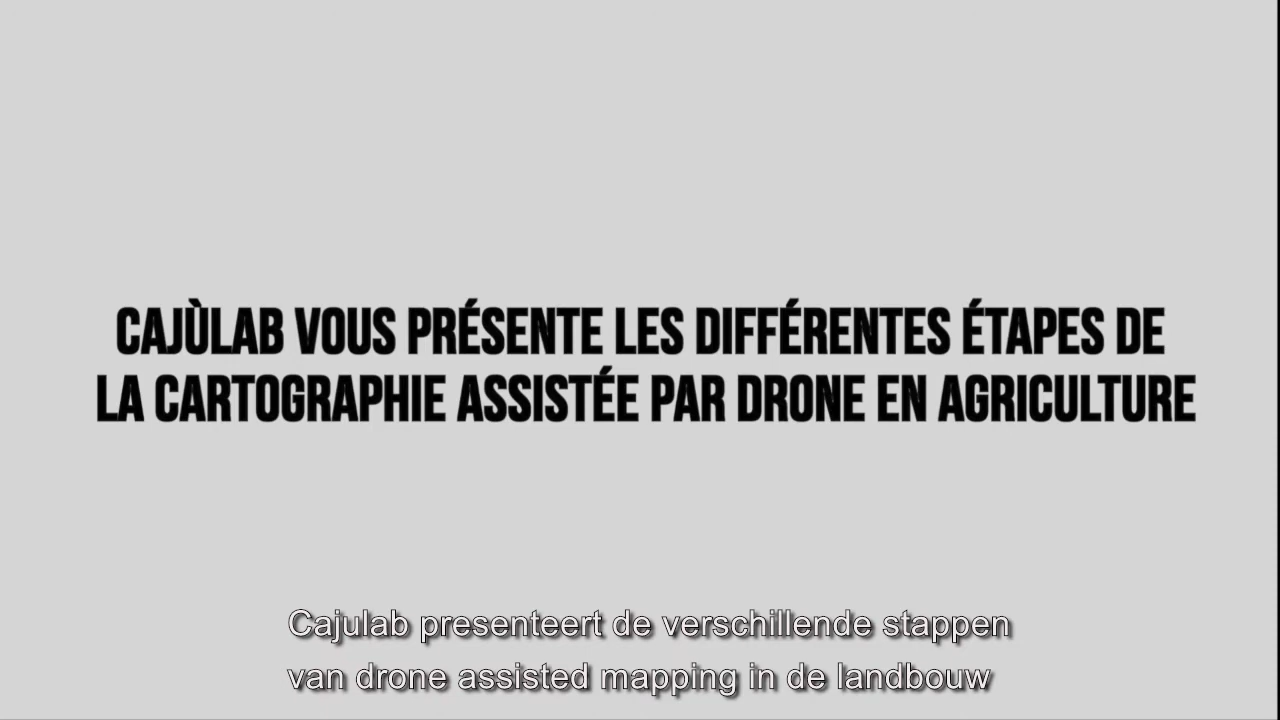 CAJÙLAB VOUS PRÉSENTE LES DIFFÉRENTES ÉTAPES DE
LA CARTOGRAPHIE ASSISTÉE PAR DRONE EN AGRICULTURE
Cajulab presenteert de verschillende stappen
van drone assisted mapping in de landbouw